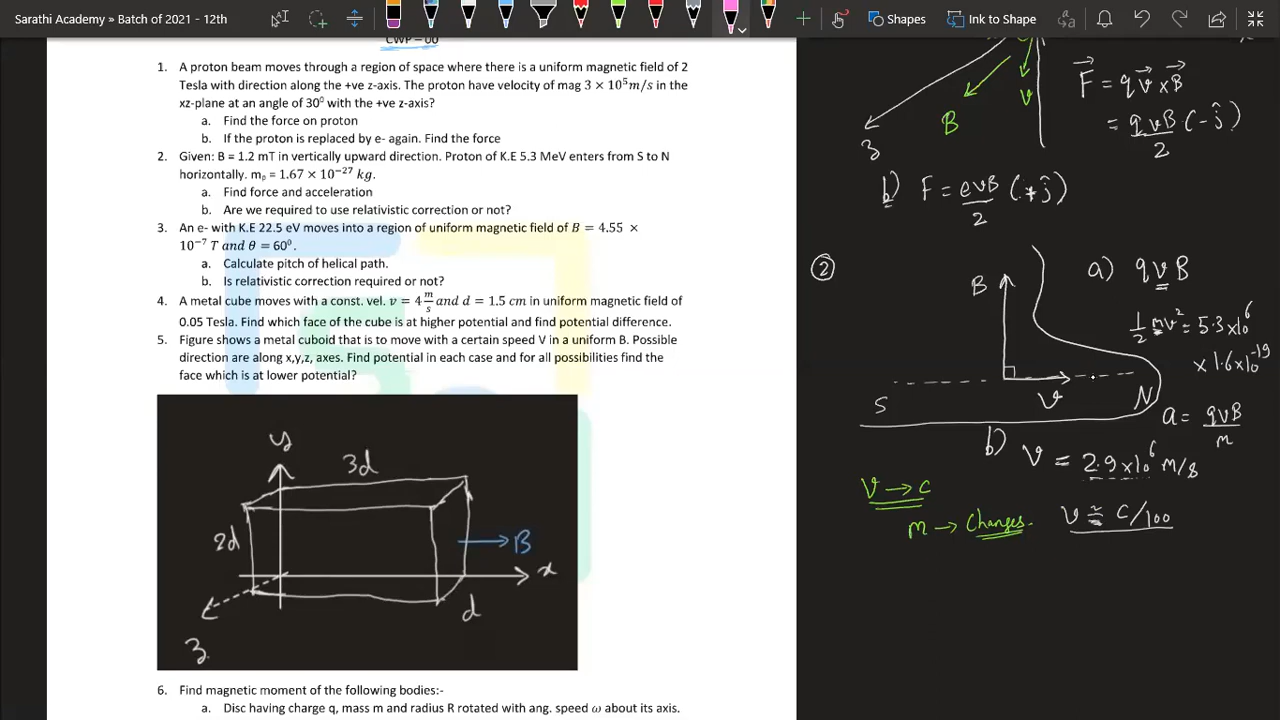 Sarathi Academy » Batch of 2021 - 12th
Shapes
Ink to Shape
CWP – 00
1. A proton beam moves through a region of space where there is a uniform magnetic field of 2
Tesla with direction along the +ve z-axis. The proton have velocity of mag 3 × 10⁵m/s in the
xz-plane at an angle of 30⁰ with the +ve z-axis?
a. Find the force on proton
b. If the proton is replaced by e- again. Find the force
2. Given: B = 1.2 mT in vertically upward direction. Proton of K.E 5.3 MeV enters from S to N
horizontally. mₚ = 1.67 × 10⁻²⁷ kg.
a. Find force and acceleration
b. Are we required to use relativistic correction or not?
3. An e- with K.E 22.5 eV moves into a region of uniform magnetic field of B = 4.55 ×
10⁻⁷ T and θ = 60⁰.
a. Calculate pitch of helical path.
b. Is relativistic correction required or not?
4. A metal cube moves with a const. vel. v = 4 m/s and d = 1.5 cm in uniform magnetic field of
0.05 Tesla. Find which face of the cube is at higher potential and find potential difference.
5. Figure shows a metal cuboid that is to move with a certain speed V in a uniform B. Possible
direction are along x,y,z, axes. Find potential in each case and for all possibilities find the
face which is at lower potential?
y
3d
2d
B
x
d
z
6. Find magnetic moment of the following bodies:-
a. Disc having charge q, mass m and radius R rotated with ang. speed ω about its axis.
B
V
z
F = qv×B
= qvB/2 (-ĵ)
b) F = evB/2 (+ĵ)
②
a) qvB
B
½mv² = 5.3×10⁶
× 1.6×10⁻¹⁹
S
V
N
a = qvB/m
b) V = 2.9×10⁶ m/s
V → C
m → Changes.
v ≈ C/100